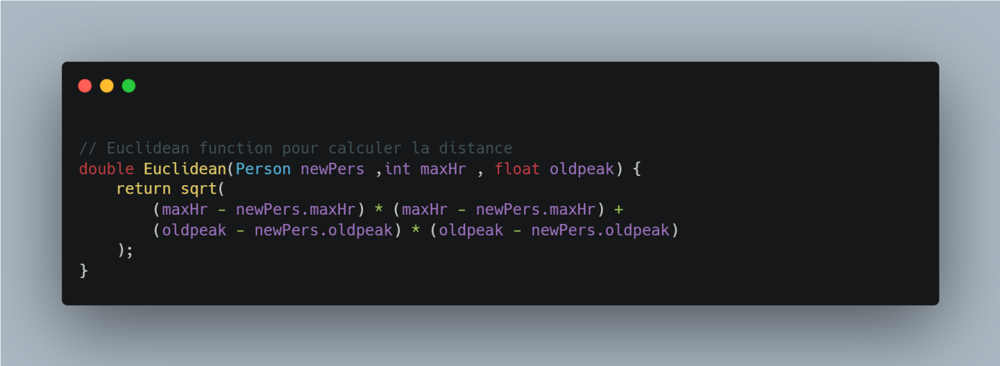 // Euclidean function pour calculer la distance
double Euclidean(Person newPers ,int maxHr , float oldpeak) {
    return sqrt(
        (maxHr - newPers.maxHr) * (maxHr - newPers.maxHr) +
        (oldpeak - newPers.oldpeak) * (oldpeak - newPers.oldpeak)
    );
}